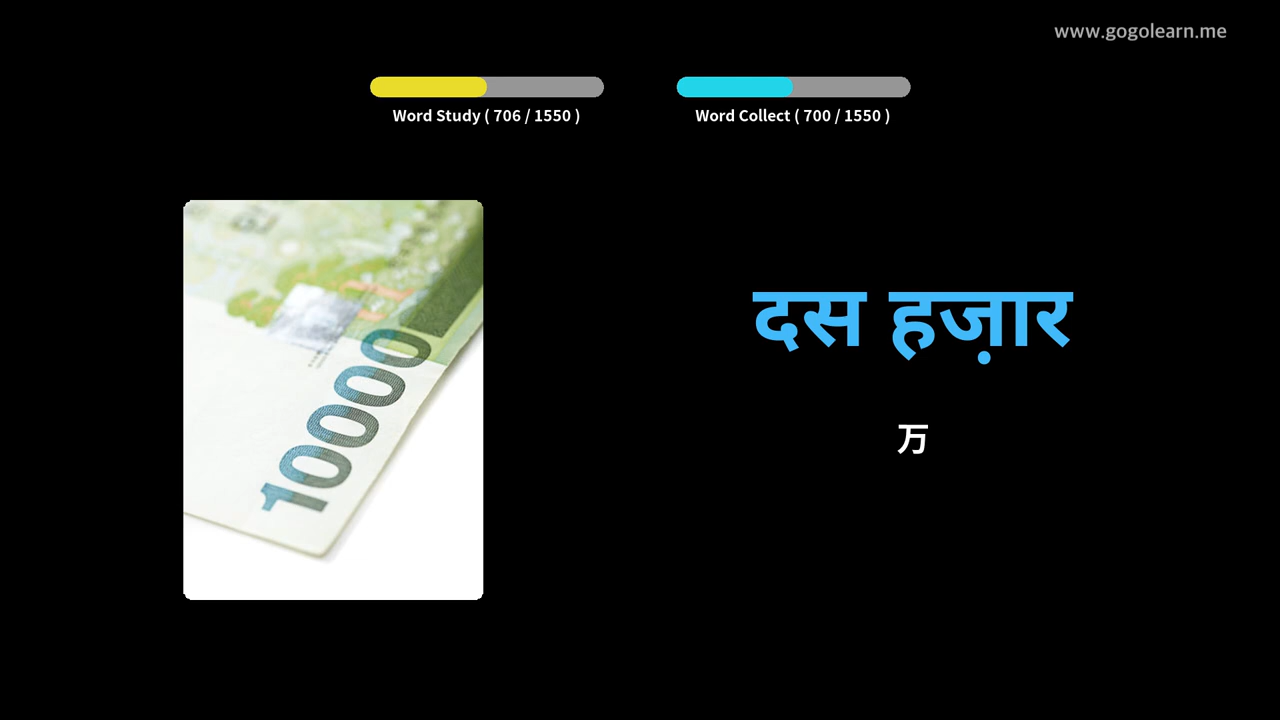 www.gogolearn.me
Word Study ( 706 / 1550 )
Word Collect ( 700 / 1550 )
दस हज़ार
万
10000